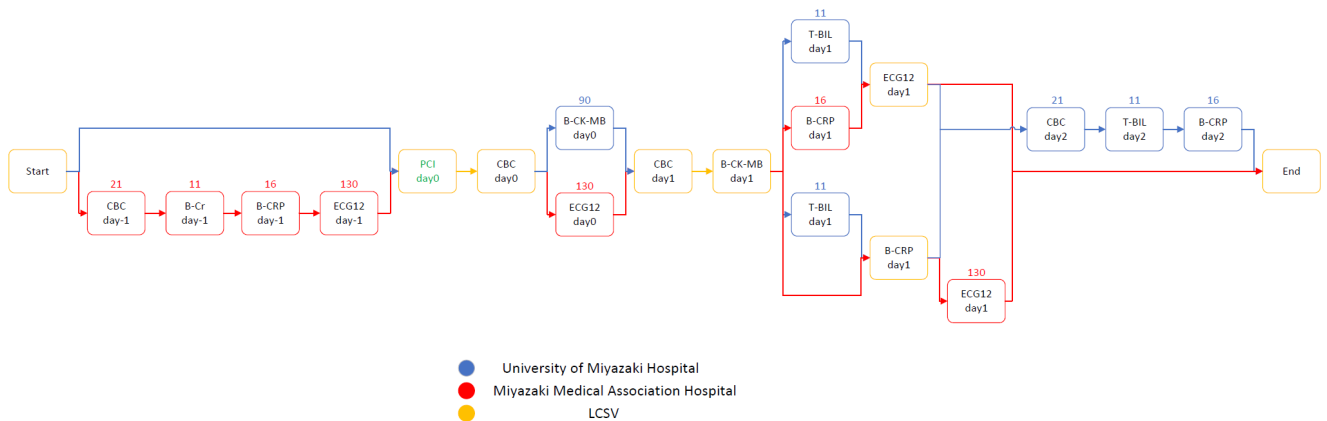 Start
21
CBC
day-1
11
B-Cr
day-1
16
B-CRP
day-1
130
ECG12
day-1
PCI
day0
CBC
day0
90
B-CK-MB
day0
130
ECG12
day0
CBC
day1
B-CK-MB
day1
11
T-BIL
day1
16
B-CRP
day1
ECG12
day1
11
T-BIL
day1
B-CRP
day1
130
ECG12
day1
21
CBC
day2
11
T-BIL
day2
16
B-CRP
day2
End
University of Miyazaki Hospital
Miyazaki Medical Association Hospital
LCSV